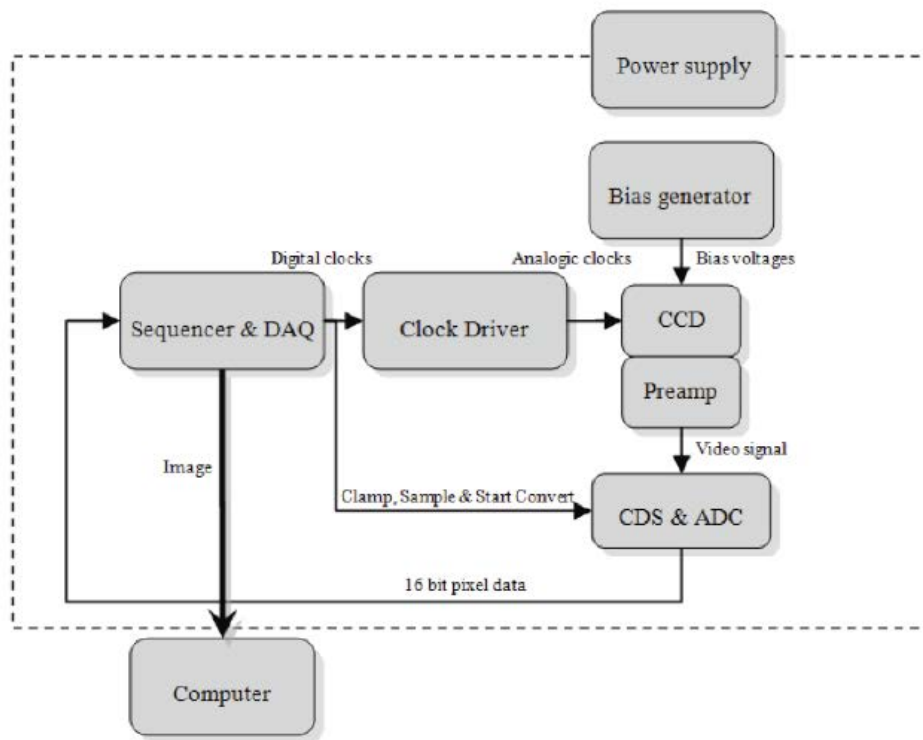 Power supply
Bias generator
Digital clocks
Analogic clocks
Bias voltages
Sequencer & DAQ
Clock Driver
CCD
Preamp
Image
Video signal
Clamp, Sample & Start Convert
CDS & ADC
16 bit pixel data
Computer